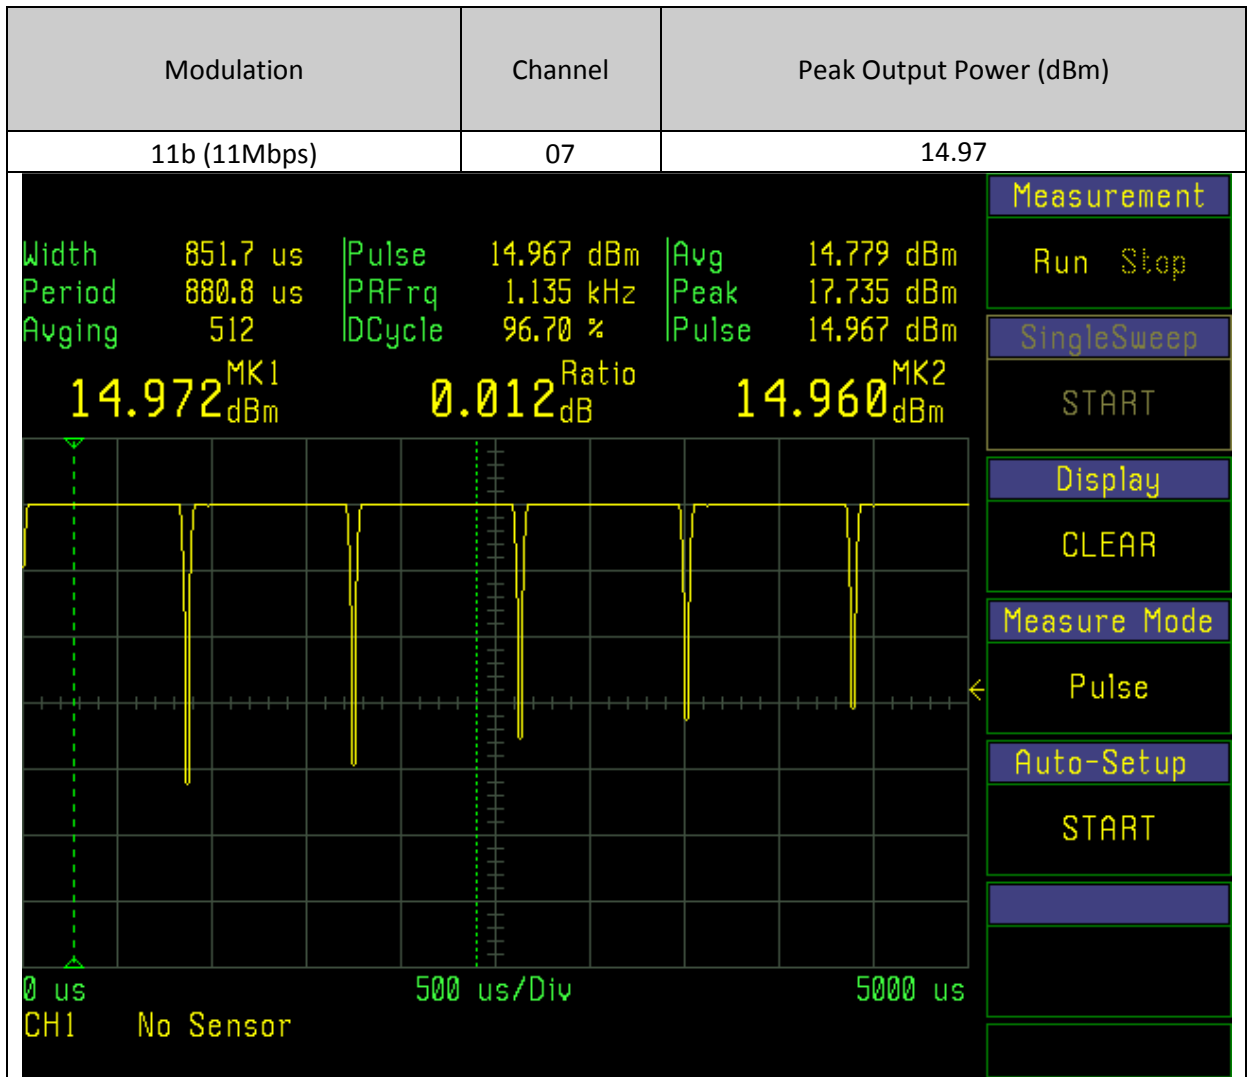 Modulation Channel Peak Output Power (dBm)
11b (11Mbps) 07 14.97
Measurement
Run Stop
Width 851.7 us Pulse 14.967 dBm Avg 14.779 dBm
Period 880.8 us PRFrq 1.135 kHz Peak 17.735 dBm
Avging 512 DCycle 96.70 % Pulse 14.967 dBm
SingleSweep
START
14.972 MK1 dBm 0.012 Ratio dB 14.960 MK2 dBm
Display
CLEAR
Measure Mode
Pulse
Auto-Setup
START
0 us 500 us/Div 5000 us
CH1 No Sensor